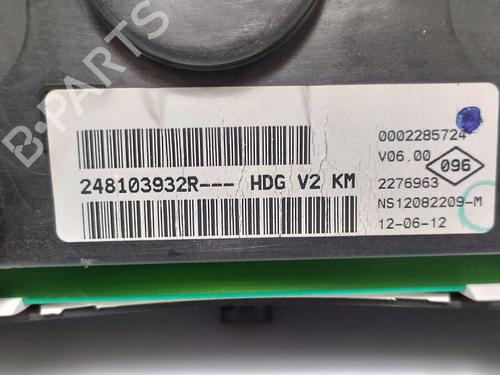 B-PARTS
0002285724
V06.00
096
248103932R--- HDG V2 KM
2276963
NS12082209-M
12-06-12